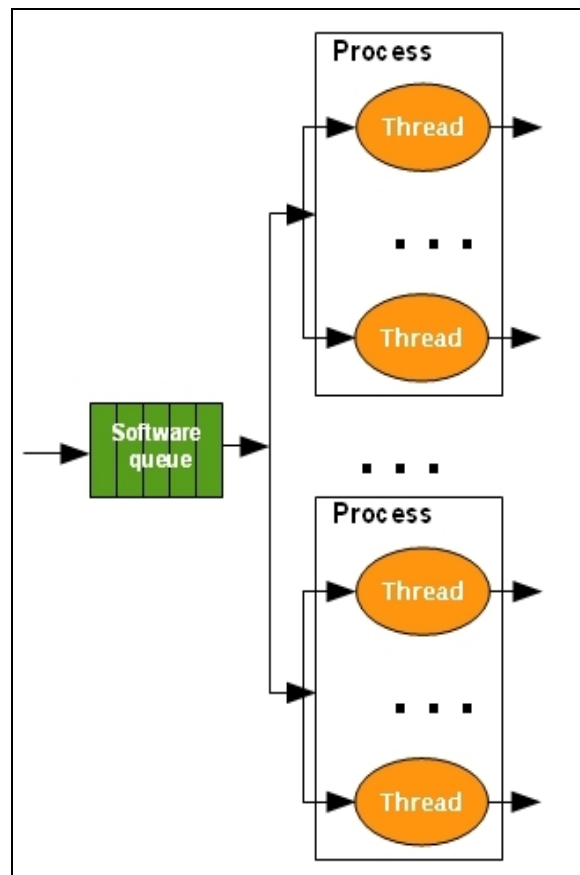 Process
Thread
. . .
Thread
Software
queue
. . .
Process
Thread
. . .
Thread